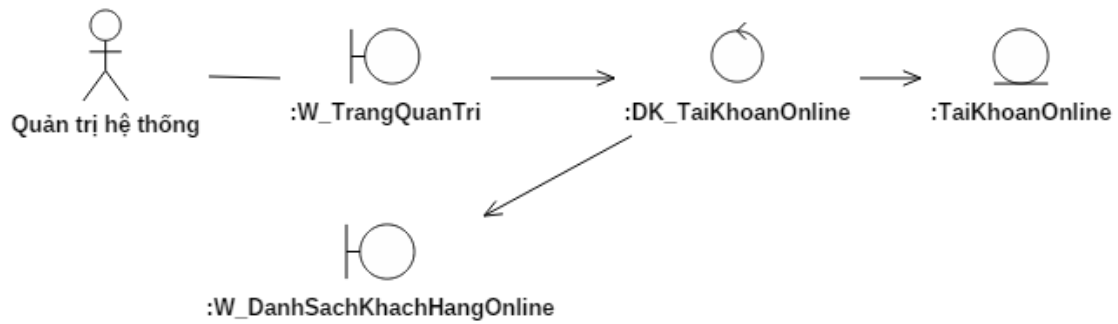 Quản trị hệ thống
:W_TrangQuanTri
:DK_TaiKhoanOnline
:TaiKhoanOnline
:W_DanhSachKhachHangOnline